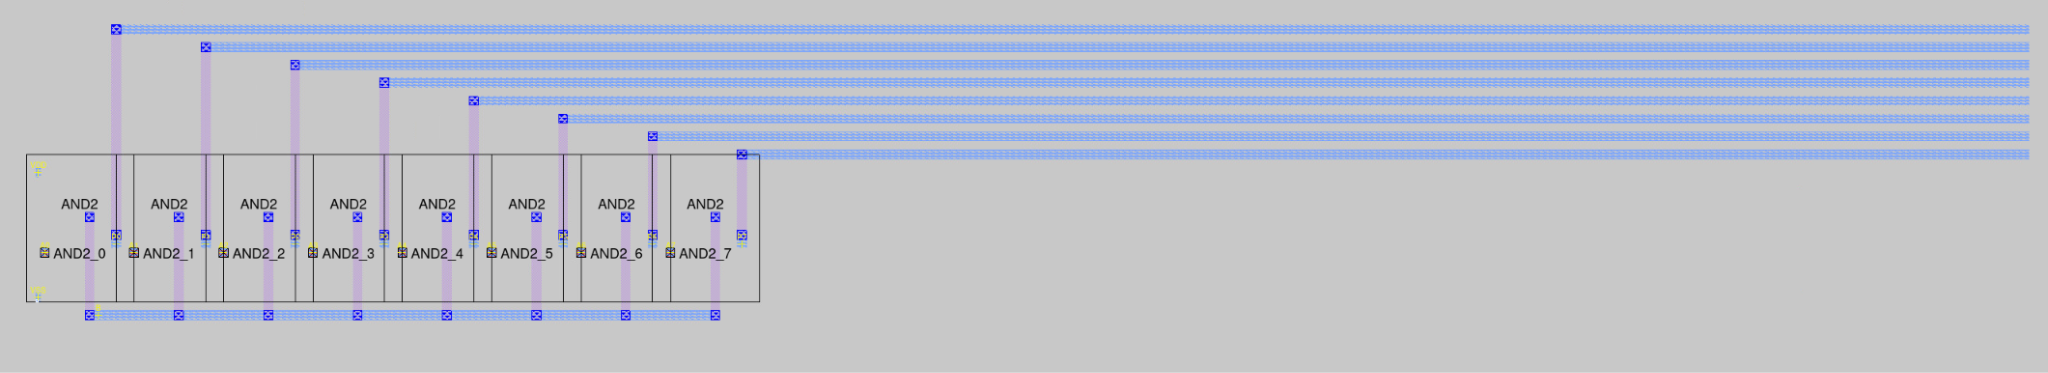 AND2 AND2 AND2 AND2 AND2 AND2 AND2 AND2
AND2_0 AND2_1 AND2_2 AND2_3 AND2_4 AND2_5 AND2_6 AND2_7